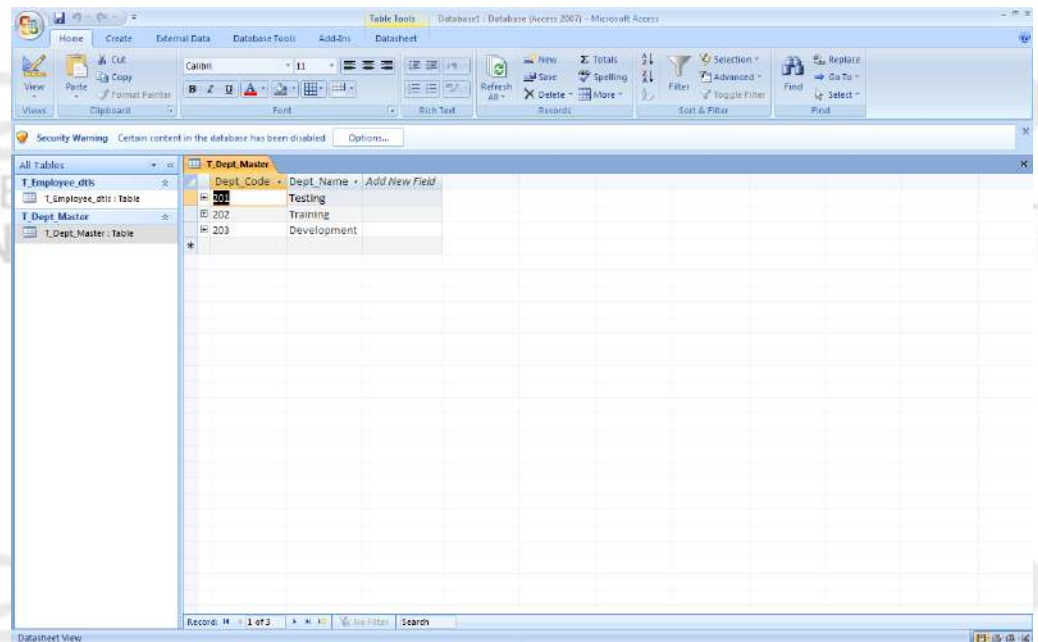 Table Tools Database1 : Database (Access 2007) - Microsoft Access
Home Create External Data Database Tools Add-Ins Datasheet
View
Views
Paste
Cut
Copy
Format Painter
Clipboard
Calibri 11
B I U A
Font
Rich Text
Refresh
All
New
Save
Delete
Totals
Spelling
More
Records
Filter
Selection
Advanced
Toggle Filter
Sort & Filter
Find
Replace
Go To
Select
Find
Security Warning Certain content in the database has been disabled Options...
All Tables
T_Employee_dtls
T_Employee_dtls : Table
T_Dept_Master
T_Dept_Master : Table
T_Dept_Master
Dept_Code Dept_Name Add New Field
201 Testing
202 Training
203 Development
Record: 1 of 3 No Filter Search
Datasheet View